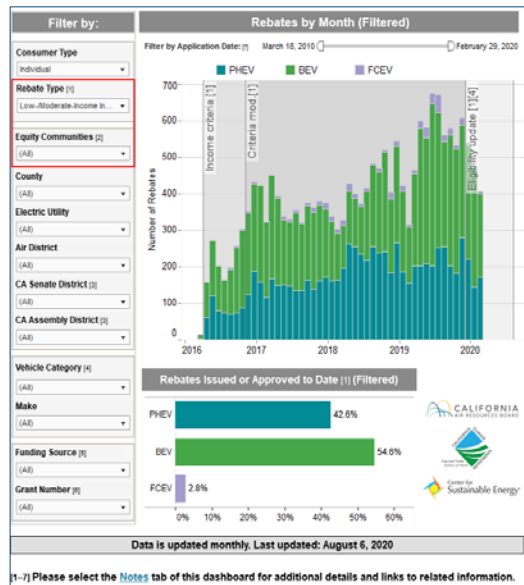 Filter by:
Consumer Type
Individual
Rebate Type [1]
Low-/Moderate-Income In...
Equity Communities [2]
(All)
County
(All)
Electric Utility
(All)
Air District
(All)
CA Senate District [3]
(All)
CA Assembly District [3]
(All)
Vehicle Category [4]
(All)
Make
(All)
Funding Source [5]
(All)
Grant Number [6]
(All)
Rebates by Month (Filtered)
Filter by Application Date: [7] March 18, 2010 February 29, 2020
PHEV BEV FCEV
Number of Rebates
700
600
500
400
300
200
100
0
Income criteria [1]
Criteria mod.[1]
Eligibility update [1][4]
2016 2017 2018 2019 2020
Rebates Issued or Approved to Date [1] (Filtered)
PHEV 42.6%
BEV 54.6%
FCEV 2.8%
0% 10% 20% 30% 40% 50% 60%
CALIFORNIA
AIR RESOURCES BOARD
Center for
Sustainable Energy
Data is updated monthly. Last updated: August 6, 2020
[1–7] Please select the Notes tab of this dashboard for additional details and links to related information.